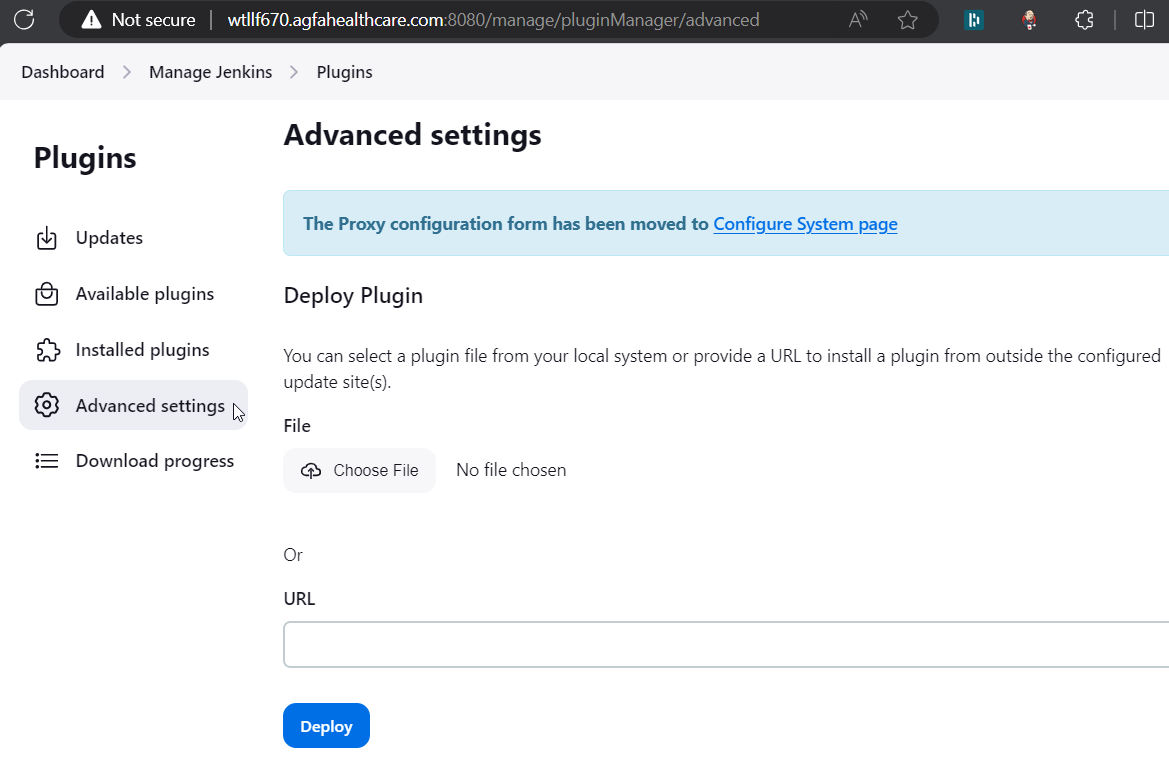 Not secure wtllf670.agfahealthcare.com:8080/manage/pluginManager/advanced
Dashboard Manage Jenkins Plugins
Plugins
Updates
Available plugins
Installed plugins
Advanced settings
Download progress
Advanced settings
The Proxy configuration form has been moved to Configure System page
Deploy Plugin
You can select a plugin file from your local system or provide a URL to install a plugin from outside the configured
update site(s).
File
Choose File No file chosen
Or
URL
Deploy